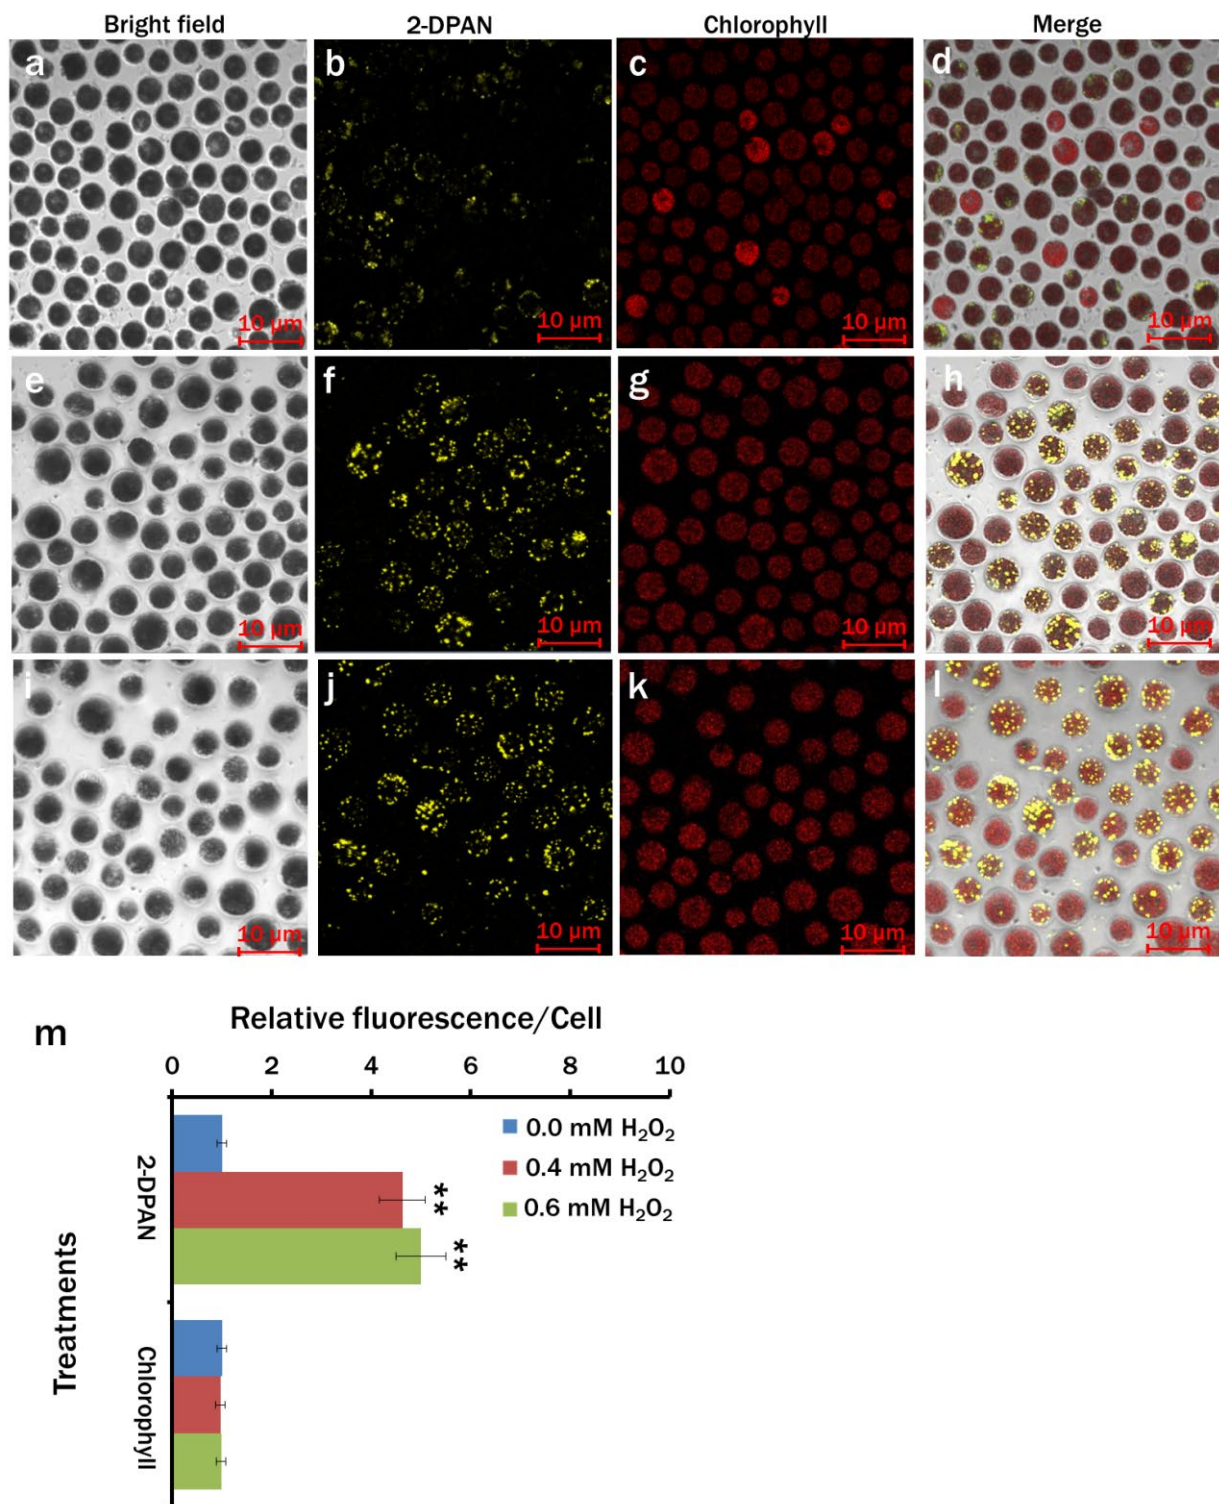 Bright field 2-DPAN Chlorophyll Merge
a b c d
10 µm 10 µm 10 µm 10 µm
e f g h
10 µm 10 µm 10 µm 10 µm
i j k l
10 µm 10 µm 10 µm 10 µm
m
Relative fluorescence/Cell
0 2 4 6 8 10
0.0 mM H₂O₂
0.4 mM H₂O₂
0.6 mM H₂O₂
**
**
2-DPAN
Chlorophyll
Treatments